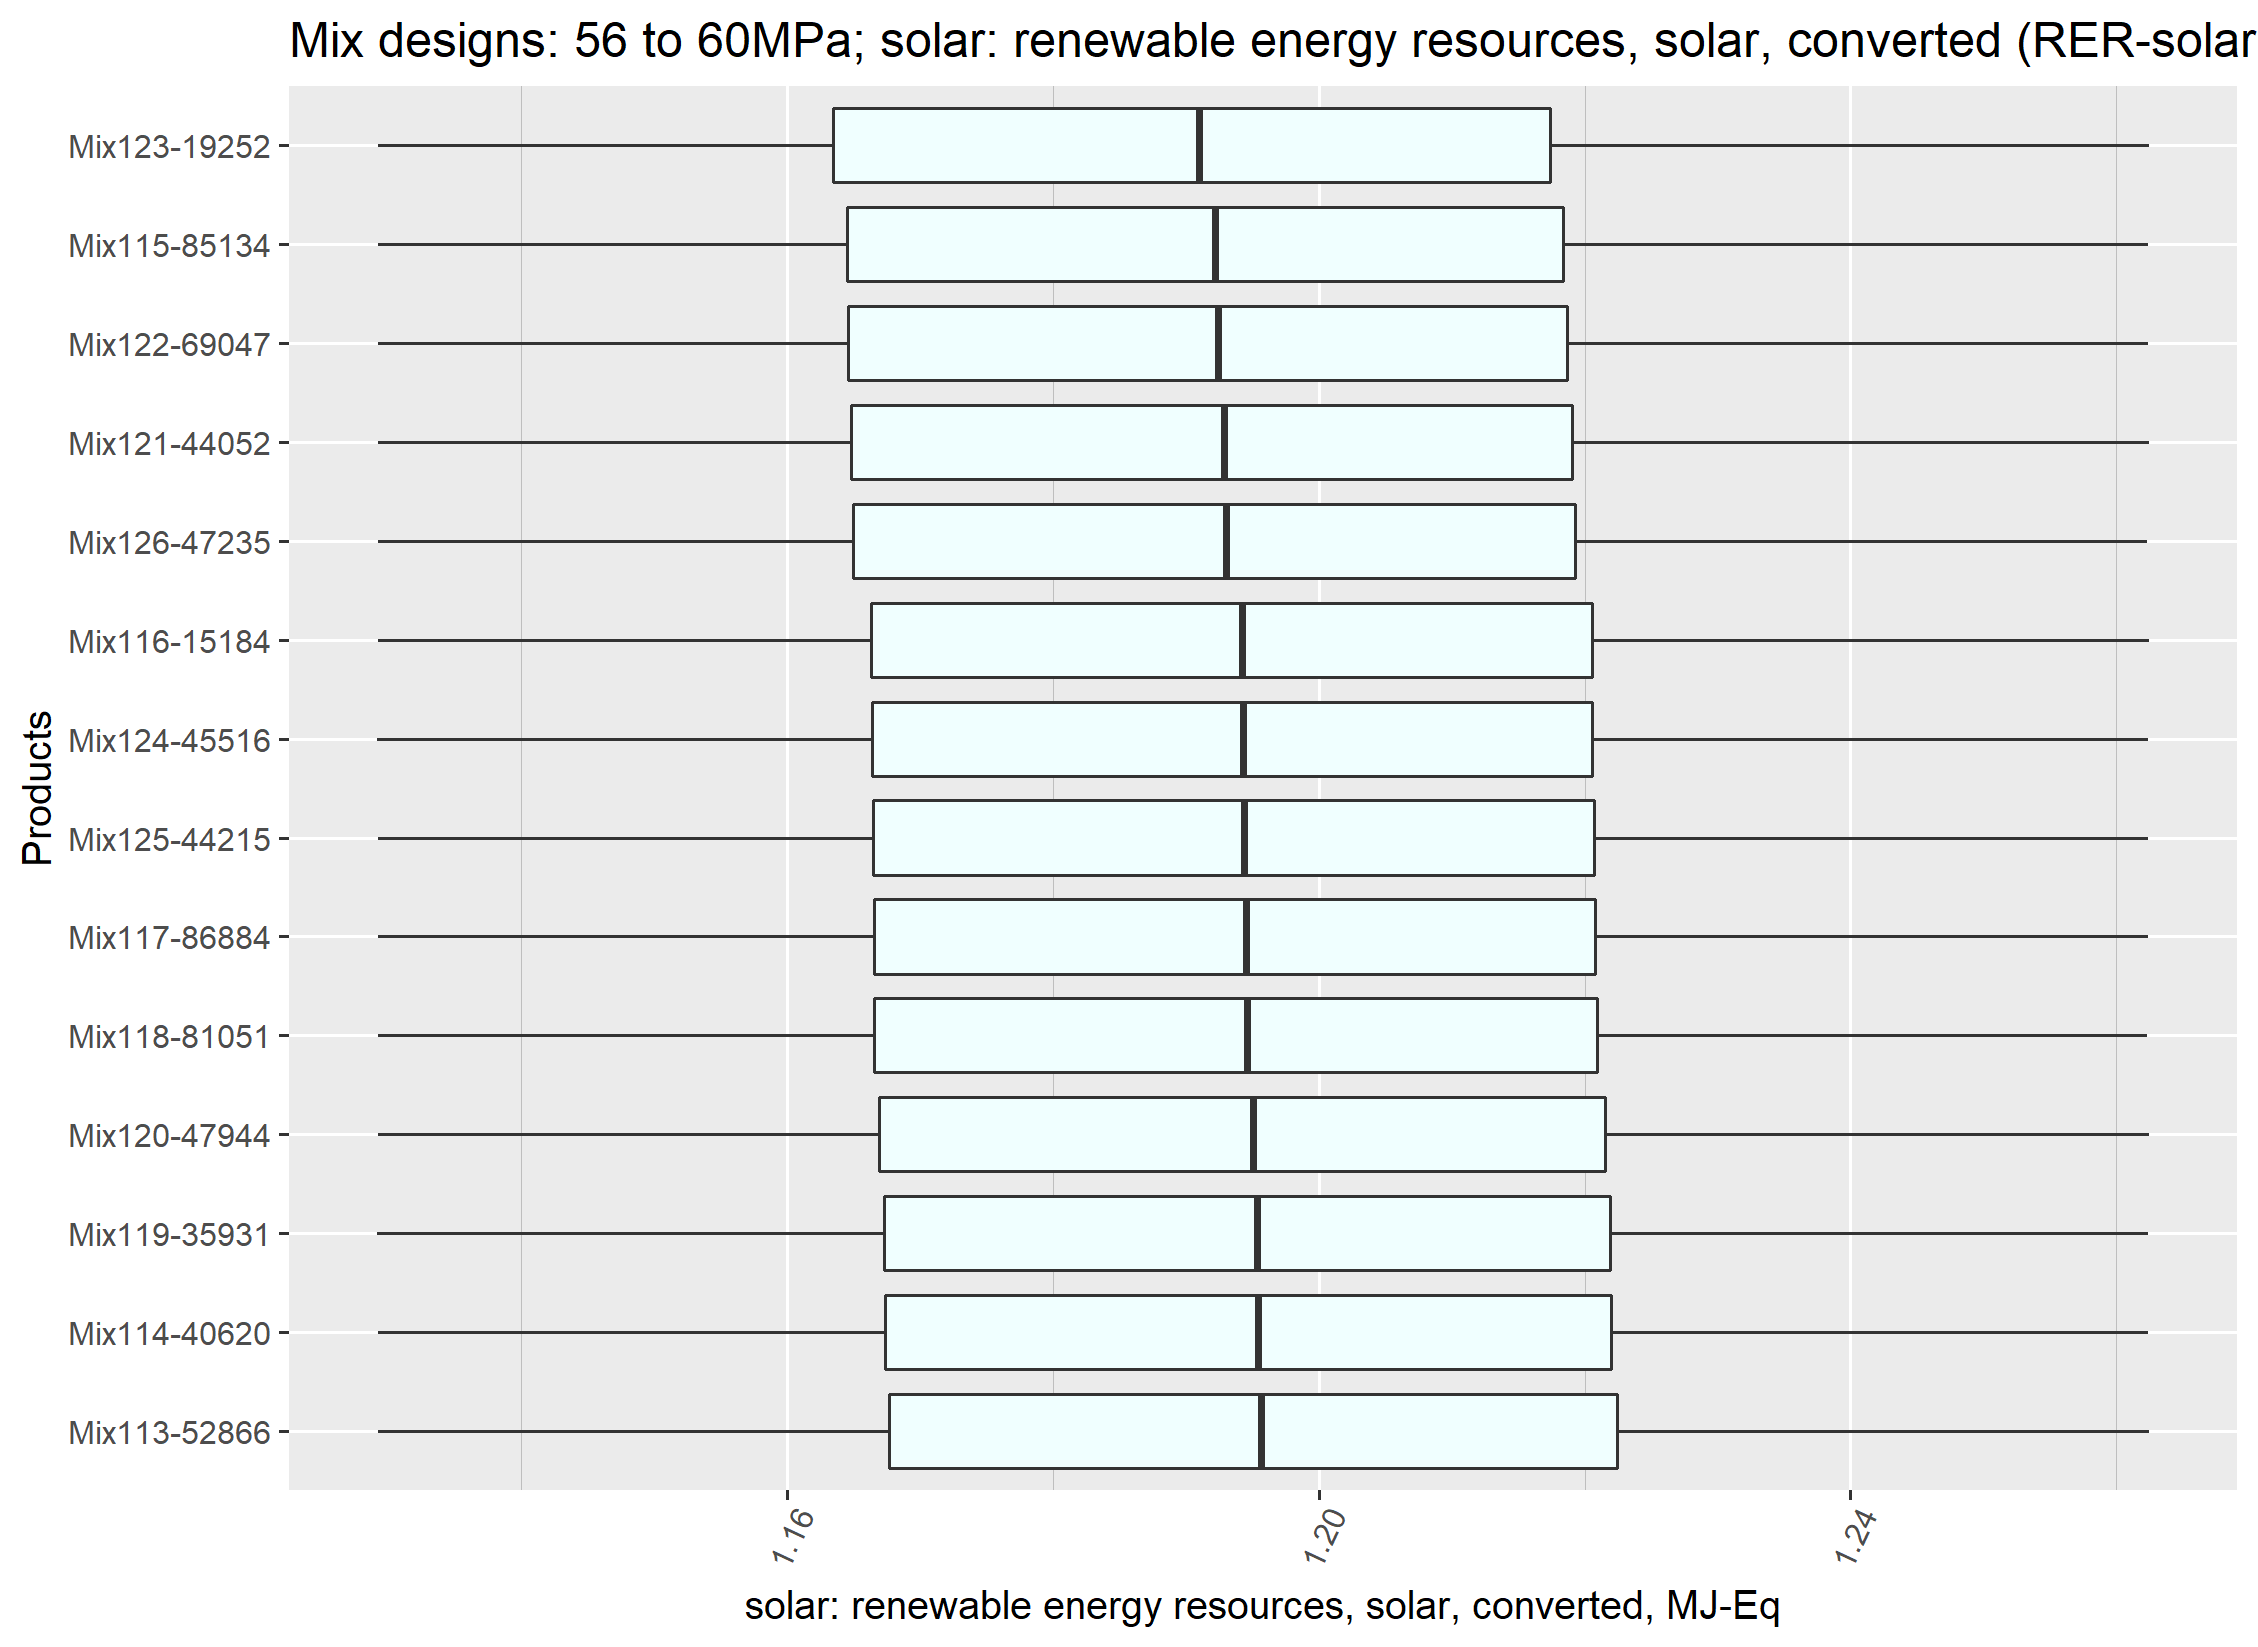 Mix designs: 56 to 60MPa; solar: renewable energy resources, solar, converted (RER-solar
Mix123-19252
Mix115-85134
Mix122-69047
Mix121-44052
Mix126-47235
Mix116-15184
Mix124-45516
Mix125-44215
Mix117-86884
Mix118-81051
Mix120-47944
Mix119-35931
Mix114-40620
Mix113-52866
Products
1.16
1.20
1.24
solar: renewable energy resources, solar, converted, MJ-Eq